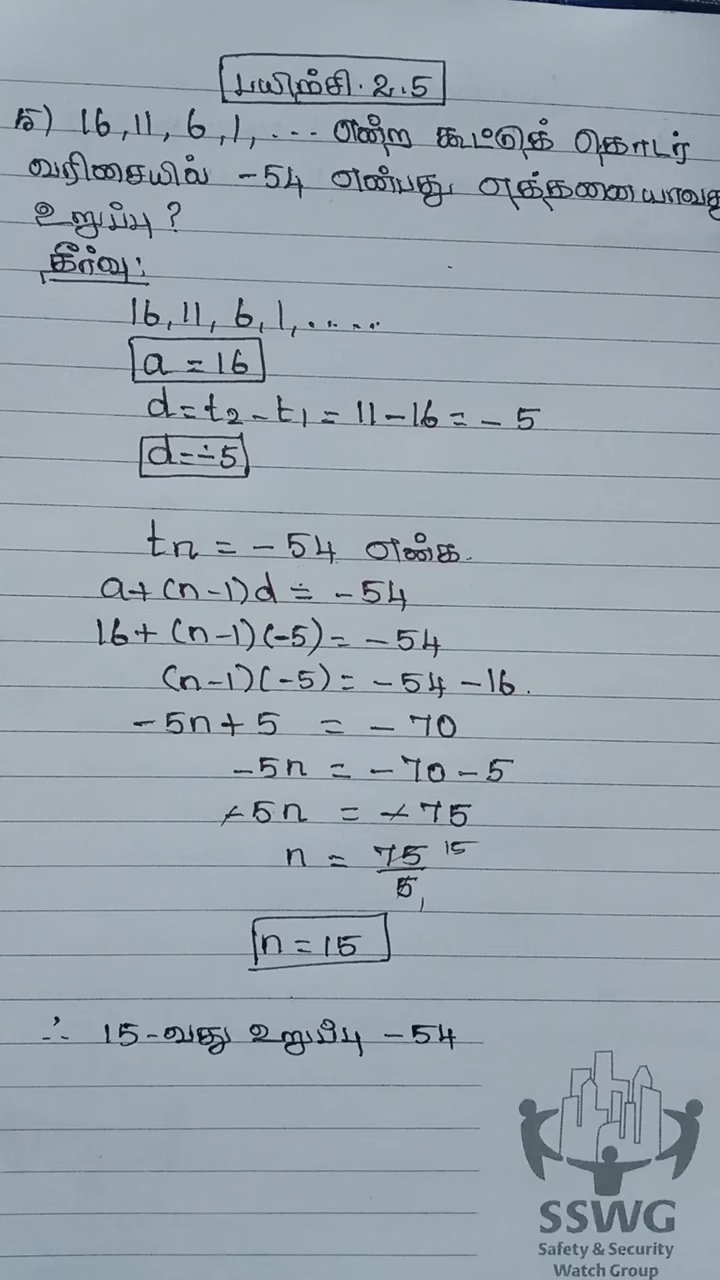 பயிற்சி. 2.5
5) 16, 11, 6, 1, ... என்ற கூட்டுத் தொடர்
வரிசையில் -54 என்பது எத்தனையாவது
உறுப்பு?
தீர்வு:
16, 11, 6, 1, .....
a = 16
d = t₂ - t₁ = 11 - 16 = - 5
d = -5
tn = - 54 என்க.
a + (n-1)d = -54
16 + (n-1)(-5) = -54
(n-1)(-5) = -54 - 16.
-5n + 5 = - 70
-5n = -70 - 5
-5n = -75
n = 75/5 15 1
n = 15
∴ 15-வது உறுப்பு -54
SSWG
Safety & Security
Watch Group